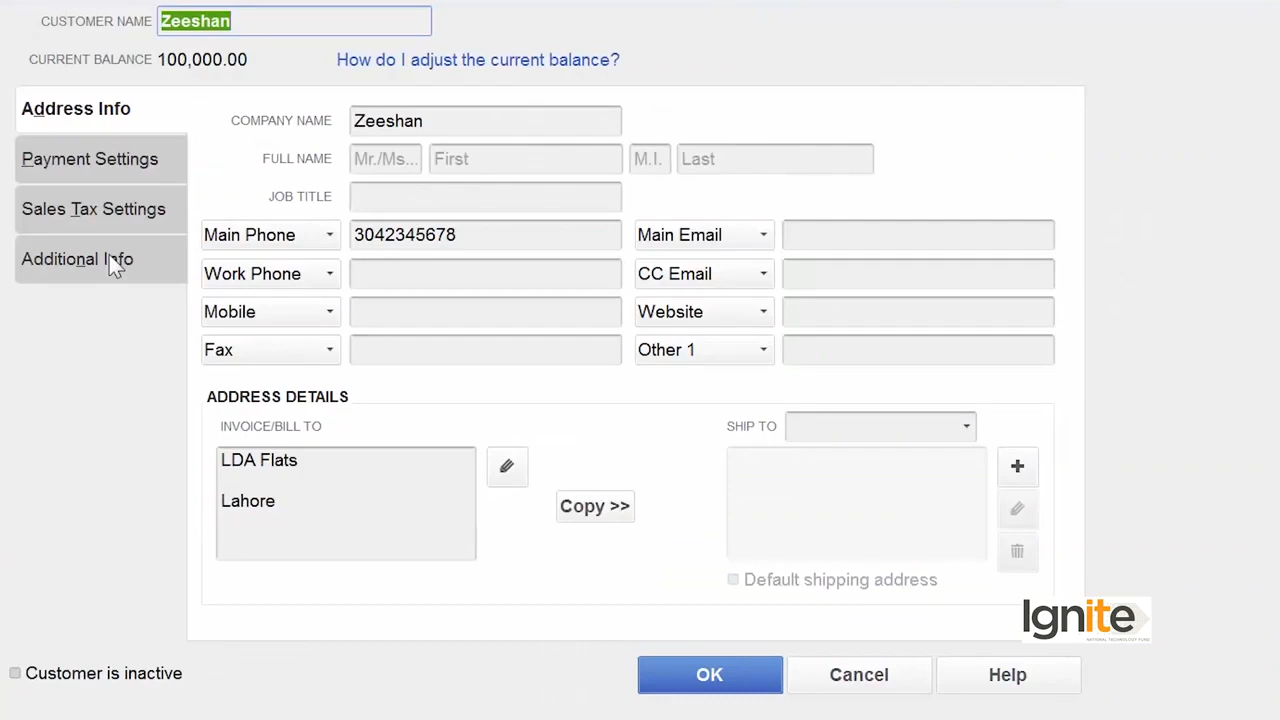 CUSTOMER NAME Zeeshan
CURRENT BALANCE 100,000.00 How do I adjust the current balance?
Address Info
Payment Settings
Sales Tax Settings
Additional Info
COMPANY NAME Zeeshan
FULL NAME Mr./Ms... First M.I. Last
JOB TITLE
Main Phone 3042345678 Main Email
Work Phone CC Email
Mobile Website
Fax Other 1
ADDRESS DETAILS
INVOICE/BILL TO SHIP TO
LDA Flats
Lahore
Copy >>
Default shipping address
Ignite
NATIONAL TECHNOLOGY FUND
Customer is inactive OK Cancel Help